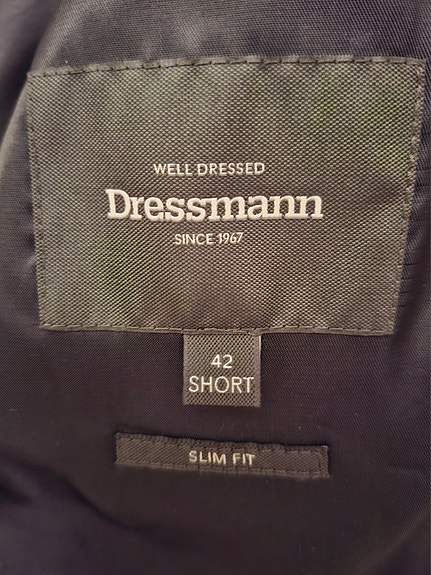 WELL DRESSED
Dressmann
SINCE 1967
42
SHORT
SLIM FIT